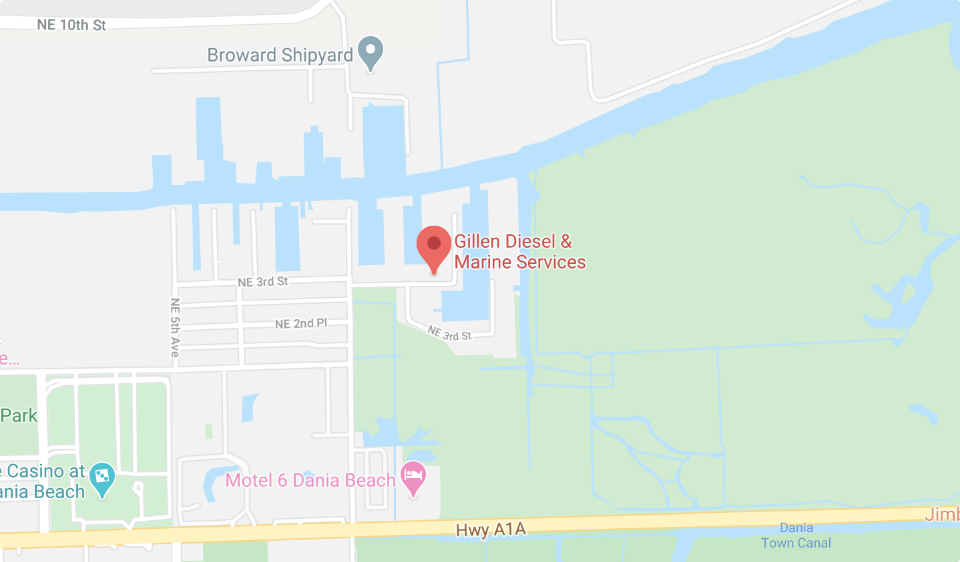 NE 10th St
Broward Shipyard
Gillen Diesel &
Marine Services
NE 3rd St
NE 5th Ave
NE 2nd Pl
NE 3rd St
e...
Park
e Casino at
ania Beach
Motel 6 Dania Beach
Hwy A1A
Jimb
Dania
Town Canal